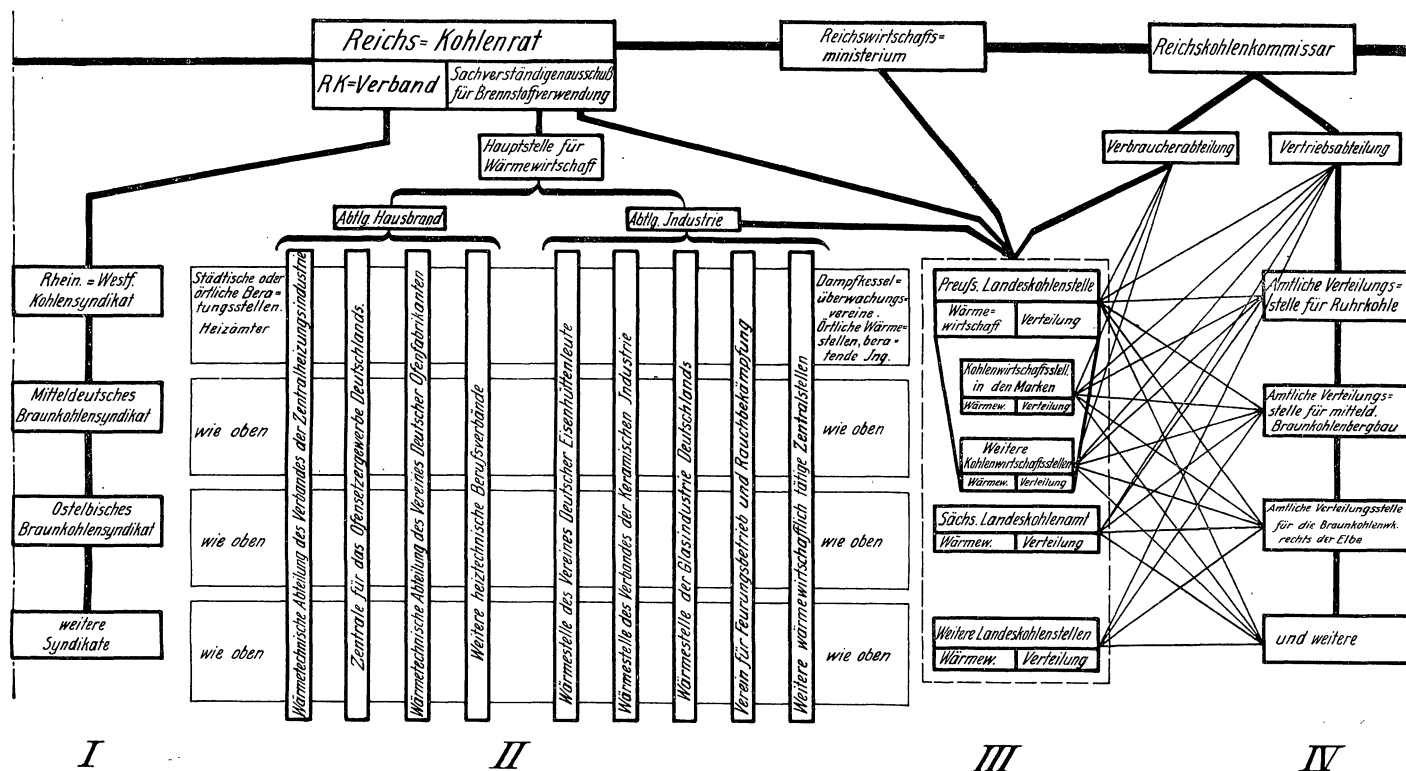 Reichs=Kohlenrat
RK=Verband
Sachverständigenausschuß
für Brennstoffverwendung
Reichswirtschafts=
ministerium
Reichskohlenkommissar
Hauptstelle für
Wärmewirtschaft
Verbraucherabteilung
Vertriebsabteilung
Abtlg. Hausbrand
Abtlg. Industrie
Rhein.=Westf.
Kohlensyndikat
Mitteldeutsches
Braunkohlensyndikat
Ostelbisches
Braunkohlensyndikat
weitere
Syndikate
Städtische oder
örtliche Bera=
tungsstellen.
Heizämter
wie oben
wie oben
wie oben
Wärmetechnische Abteilung des Verbandes der Zentralheizungsindustrie
Zentrale für das Ofensetzergewerbe Deutschlands.
Wärmetechnische Abteilung des Vereines Deutscher Ofenfabrikanten
Weitere heiztechnische Berufsverbände
Wärmestelle des Vereines Deutscher Eisenhüttenleute
Wärmestelle des Verbandes der Keramischen Industrie
Wärmestelle der Glasindustrie Deutschlands
Verein für Feurungsbetrieb und Rauchbekämpfung
Weitere wärmewirtschaftlich tätige Zentralstellen
Dampfkessel=
überwachungs-
vereine.
Örtliche Wärme=
stellen, bera=
tende Jng.
wie oben
wie oben
wie oben
Preufs. Landeskohlenstelle
Wärme=
wirtschaft
Verteilung
Kohlenwirtschaftsstell.
in den Marken
Wärmew.
Verteilung
Weitere
Kohlenwirtschaftsstellen
Wärmew.
Verteilung
Sächs. Landeskohlenamt
Wärmew.
Verteilung
Weitere Landeskohlenstellen
Wärmew.
Verteilung
Amtliche Verteilungs=
stelle für Ruhrkohle
Amtliche Verteilungs=
stelle für mitteld.
Braunkohlenbergbau
Amtliche Verteilungsstelle
für die Braunkohlenwk.
rechts der Elbe
und weitere
I
II
III
IV